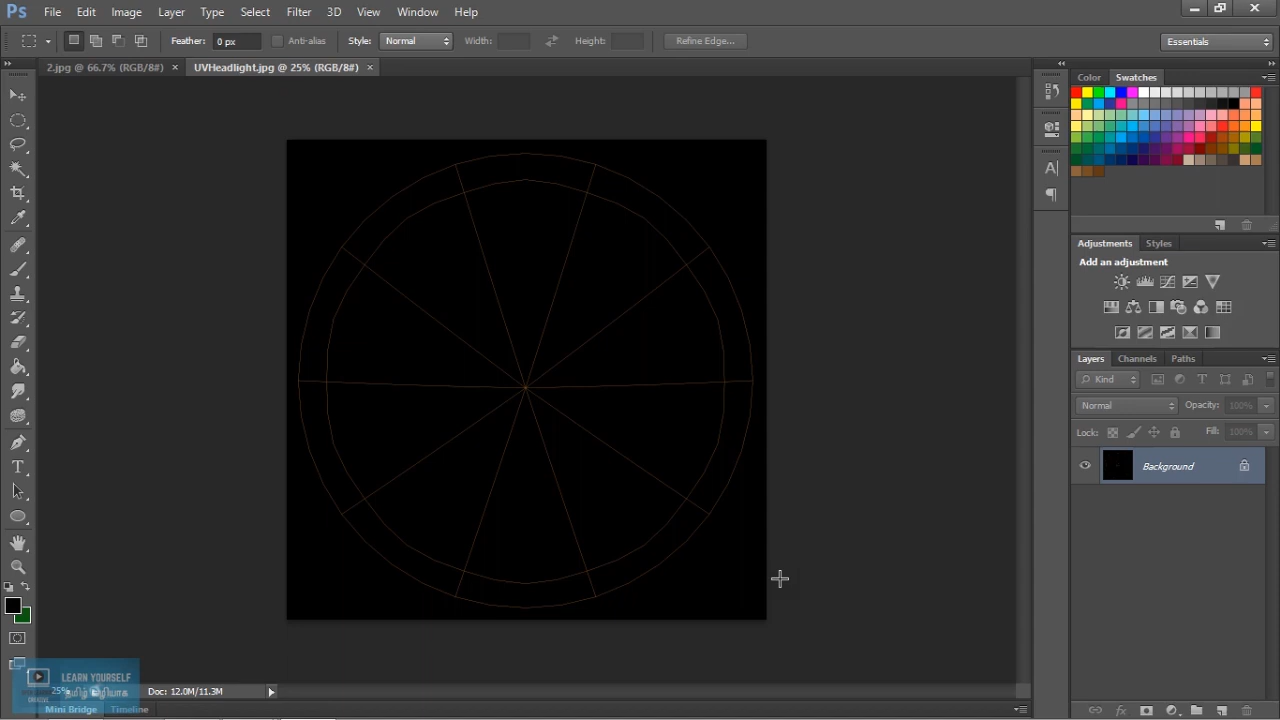 Ps File Edit Image Layer Type Select Filter 3D View Window Help
Feather: 0 px Anti-alias Style: Normal Width: Height: Refine Edge... Essentials
2.jpg @ 66.7% (RGB/8#) × UVHeadlight.jpg @ 25% (RGB/8#) ×
Color Swatches
Adjustments Styles
Add an adjustment
Layers Channels Paths
Kind
Normal Opacity: 100%
Lock: Fill: 100%
Background
LEARN YOURSELF
தமிழ் வழியாக
25% Doc: 12.0M/11.3M
Mini Bridge Timeline